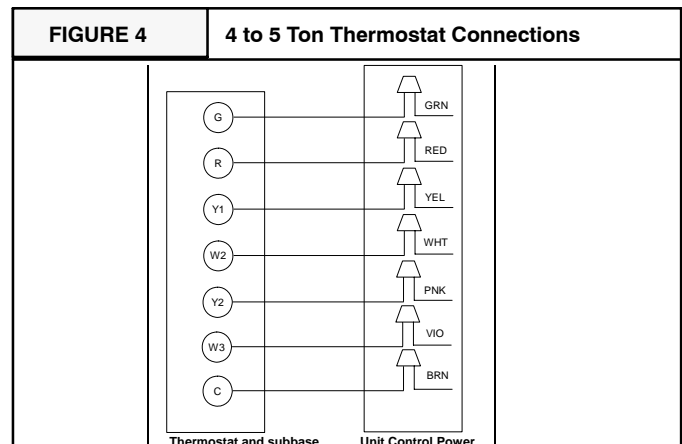 FIGURE 4
4 to 5 Ton Thermostat Connections
G
GRN
R
RED
Y1
YEL
W2
WHT
Y2
PNK
W3
VIO
C
BRN
Thermostat and subbase
Unit Control Power